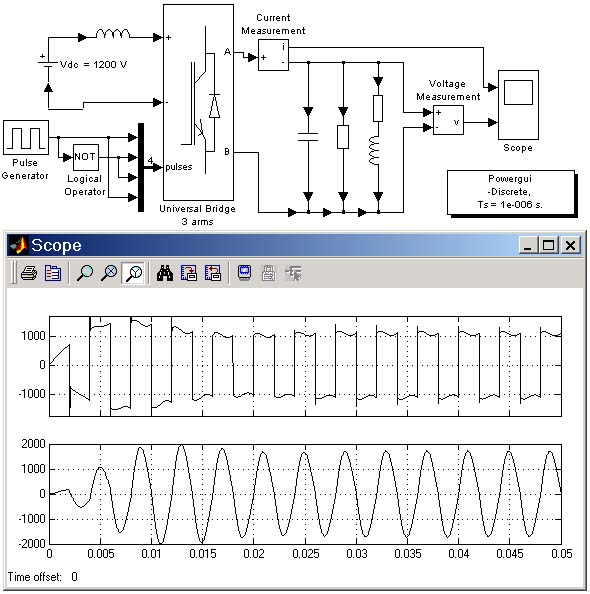 Vdc = 1200 V
+
-
A
B
pulses
4
Universal Bridge
3 arms
Current
Measurement
+
i
-
Voltage
Measurement
+
-
v
Scope
Pulse
Generator
NOT
Logical
Operator
Powergui
-Discrete,
Ts = 1e-006 s.
Scope
1000
0
-1000
2000
1000
0
-1000
-2000
0 0.005 0.01 0.015 0.02 0.025 0.03 0.035 0.04 0.045 0.05
Time offset: 0